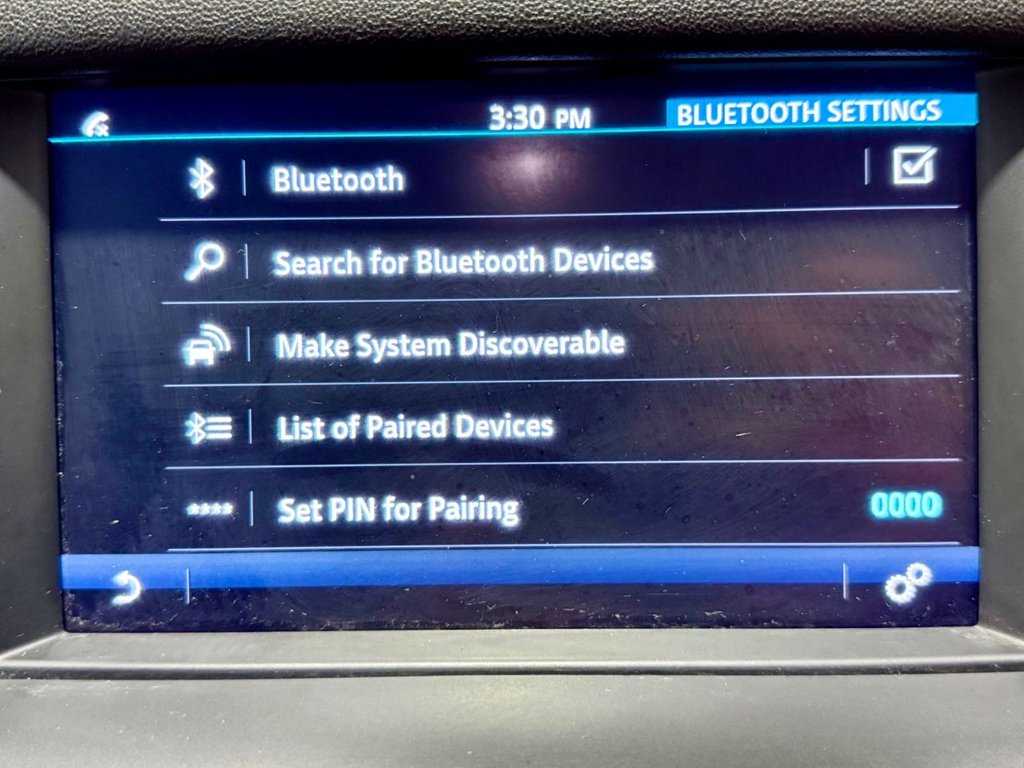 3:30 PM
BLUETOOTH SETTINGS
Bluetooth
Search for Bluetooth Devices
Make System Discoverable
List of Paired Devices
**** Set PIN for Pairing 0000